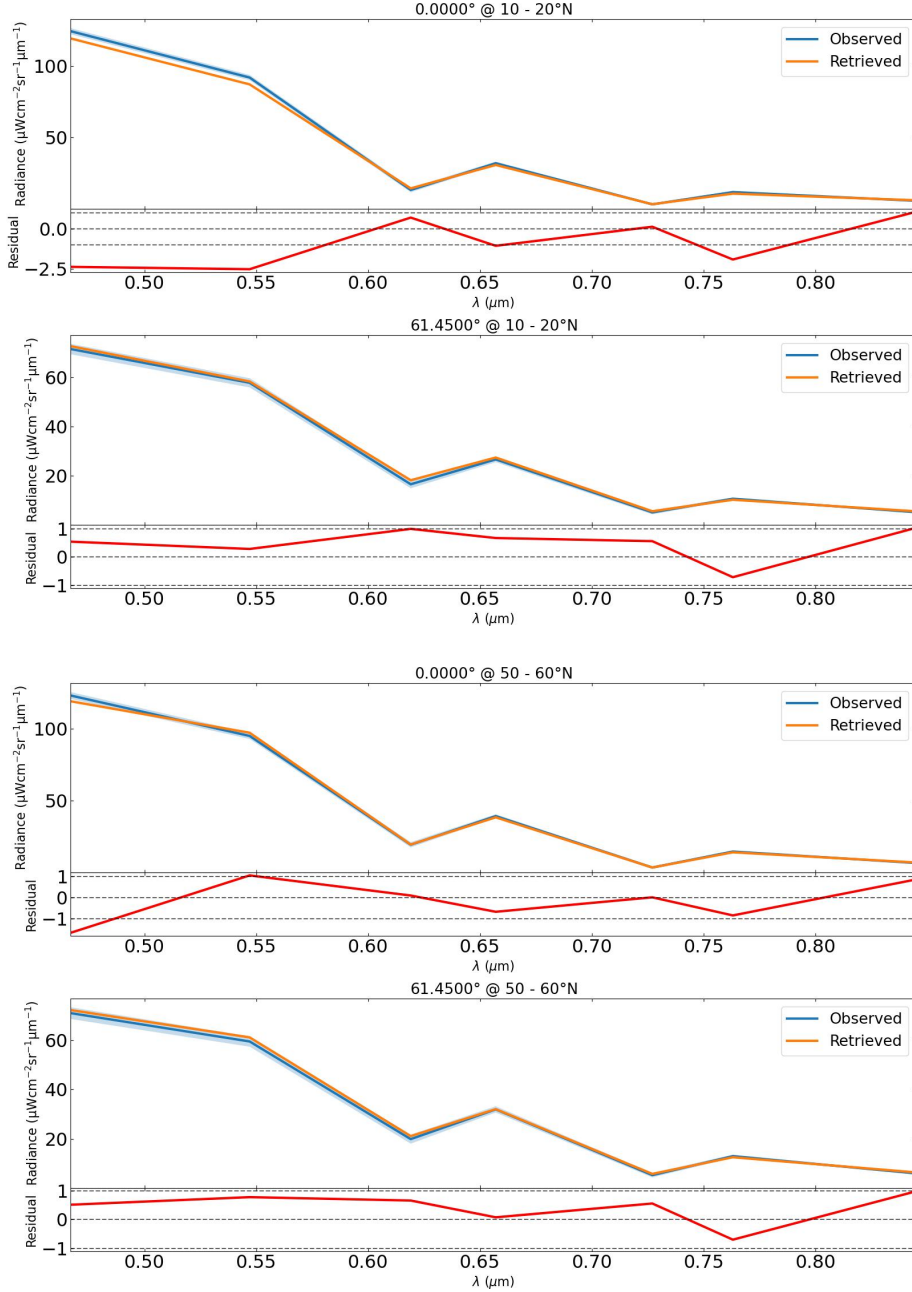 0.0000° @ 10 - 20°N
Radiance (μWcm⁻²sr⁻¹μm⁻¹)
100
50
Observed
Retrieved
Residual
0.0
−2.5
0.50 0.55 0.60 0.65 0.70 0.75 0.80
λ (μm)
61.4500° @ 10 - 20°N
Radiance (μWcm⁻²sr⁻¹μm⁻¹)
60
40
20
Observed
Retrieved
Residual
1
0
−1
0.50 0.55 0.60 0.65 0.70 0.75 0.80
λ (μm)
0.0000° @ 50 - 60°N
Radiance (μWcm⁻²sr⁻¹μm⁻¹)
100
50
Observed
Retrieved
Residual
1
0
−1
0.50 0.55 0.60 0.65 0.70 0.75 0.80
λ (μm)
61.4500° @ 50 - 60°N
Radiance (μWcm⁻²sr⁻¹μm⁻¹)
60
40
20
Observed
Retrieved
Residual
1
0
−1
0.50 0.55 0.60 0.65 0.70 0.75 0.80
λ (μm)